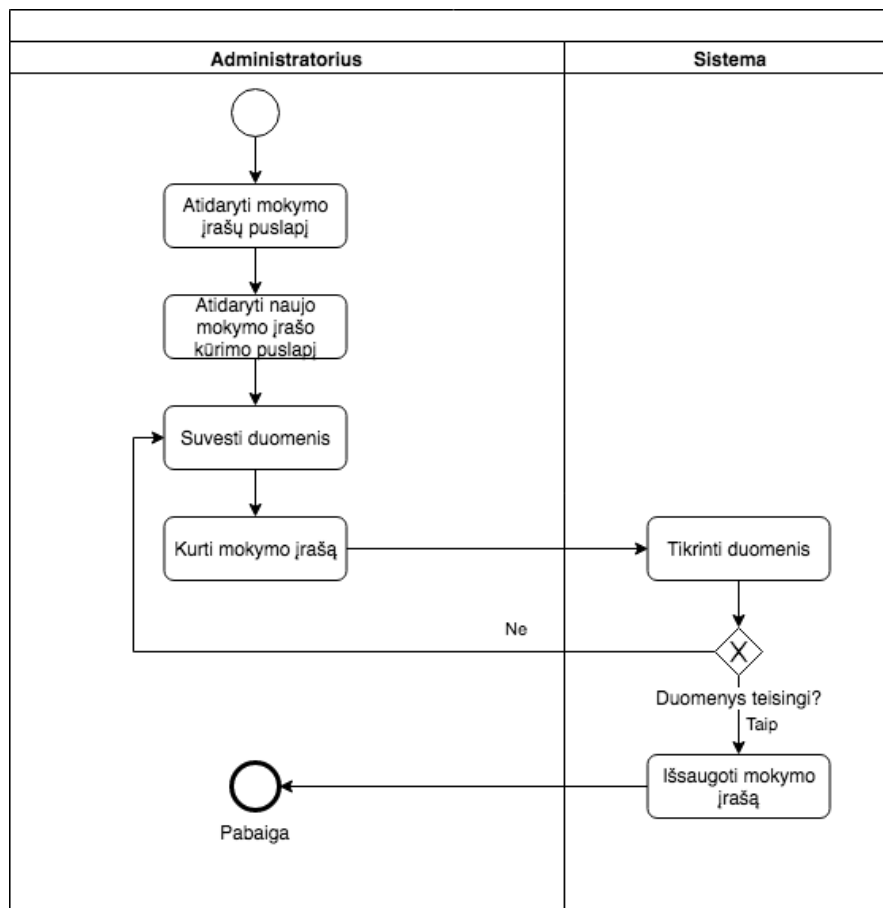 Administratorius
Sistema
Atidaryti mokymo
įrašų puslapį
Atidaryti naujo
mokymo įrašo
kūrimo puslapį
Suvesti duomenis
Kurti mokymo įrašą
Tikrinti duomenis
Ne
X
Duomenys teisingi?
Taip
Išsaugoti mokymo
įrašą
Pabaiga